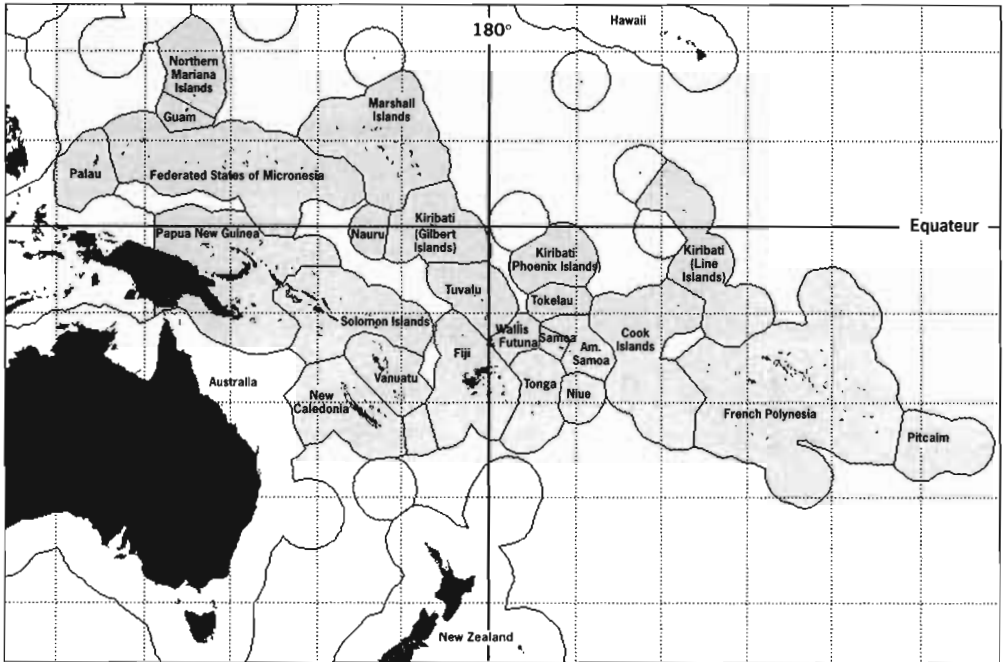 Hawaii
180°
Northern
Mariana
Islands
Guam
Marshall
Islands
Palau
Federated States of Micronesia
Nauru
Kiribati
(Gilbert
Islands)
Equateur
Papua New Guinea
Kiribati
(Phoenix Islands)
Kiribati
(Line
Islands)
Tuvalu
Tokelau
Solomon Islands
Wallis
Futuna
Samoa
Am.
Samoa
Cook
Islands
Fiji
Vanuatu
Australia
New
Caledonia
Tonga
Niue
French Polynesia
Pitcairn
New Zealand